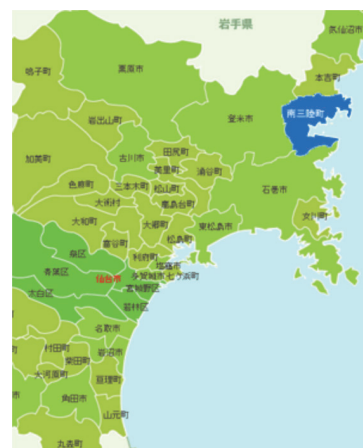 岩手県
気仙沼市
本吉町
鳴子町
栗原市
登米市
南三陸町
岩出山町
加美町
古川市
田尻町
美里町
涌谷町
石巻市
色麻町
三本木町
松山町
鹿島台町
女川町
大衡村
大和町
大郷町
東松島市
富谷町
松島町
泉区
利府町
塩竈市
青葉区
仙台市
多賀城市
七ケ浜町
宮城野区
太白区
若林区
名取市
町
村田町
岩沼市
柴田町
大河原町
亘理町
市
角田市
山元町
丸森町